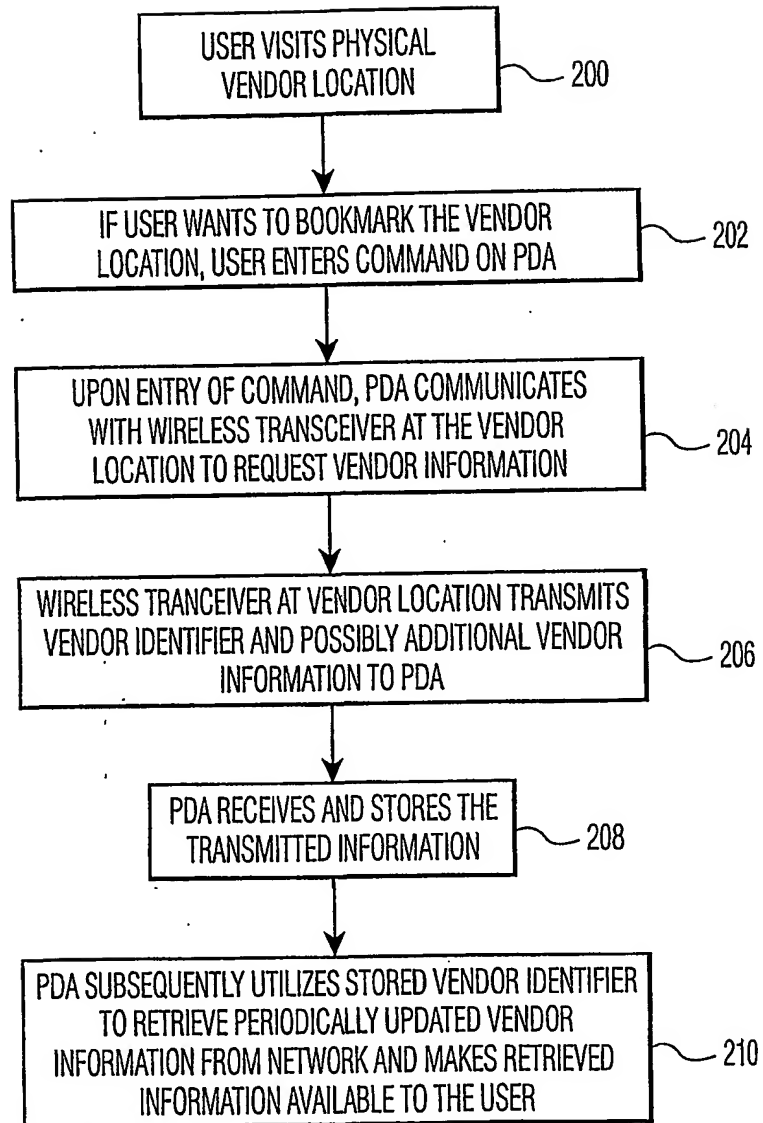 USER VISITS PHYSICAL
VENDOR LOCATION
200
IF USER WANTS TO BOOKMARK THE VENDOR
LOCATION, USER ENTERS COMMAND ON PDA
202
UPON ENTRY OF COMMAND, PDA COMMUNICATES
WITH WIRELESS TRANSCEIVER AT THE VENDOR
LOCATION TO REQUEST VENDOR INFORMATION
204
WIRELESS TRANCEIVER AT VENDOR LOCATION TRANSMITS
VENDOR IDENTIFIER AND POSSIBLY ADDITIONAL VENDOR
INFORMATION TO PDA
206
PDA RECEIVES AND STORES THE
TRANSMITTED INFORMATION
208
PDA SUBSEQUENTLY UTILIZES STORED VENDOR IDENTIFIER
TO RETRIEVE PERIODICALLY UPDATED VENDOR
INFORMATION FROM NETWORK AND MAKES RETRIEVED
INFORMATION AVAILABLE TO THE USER
210